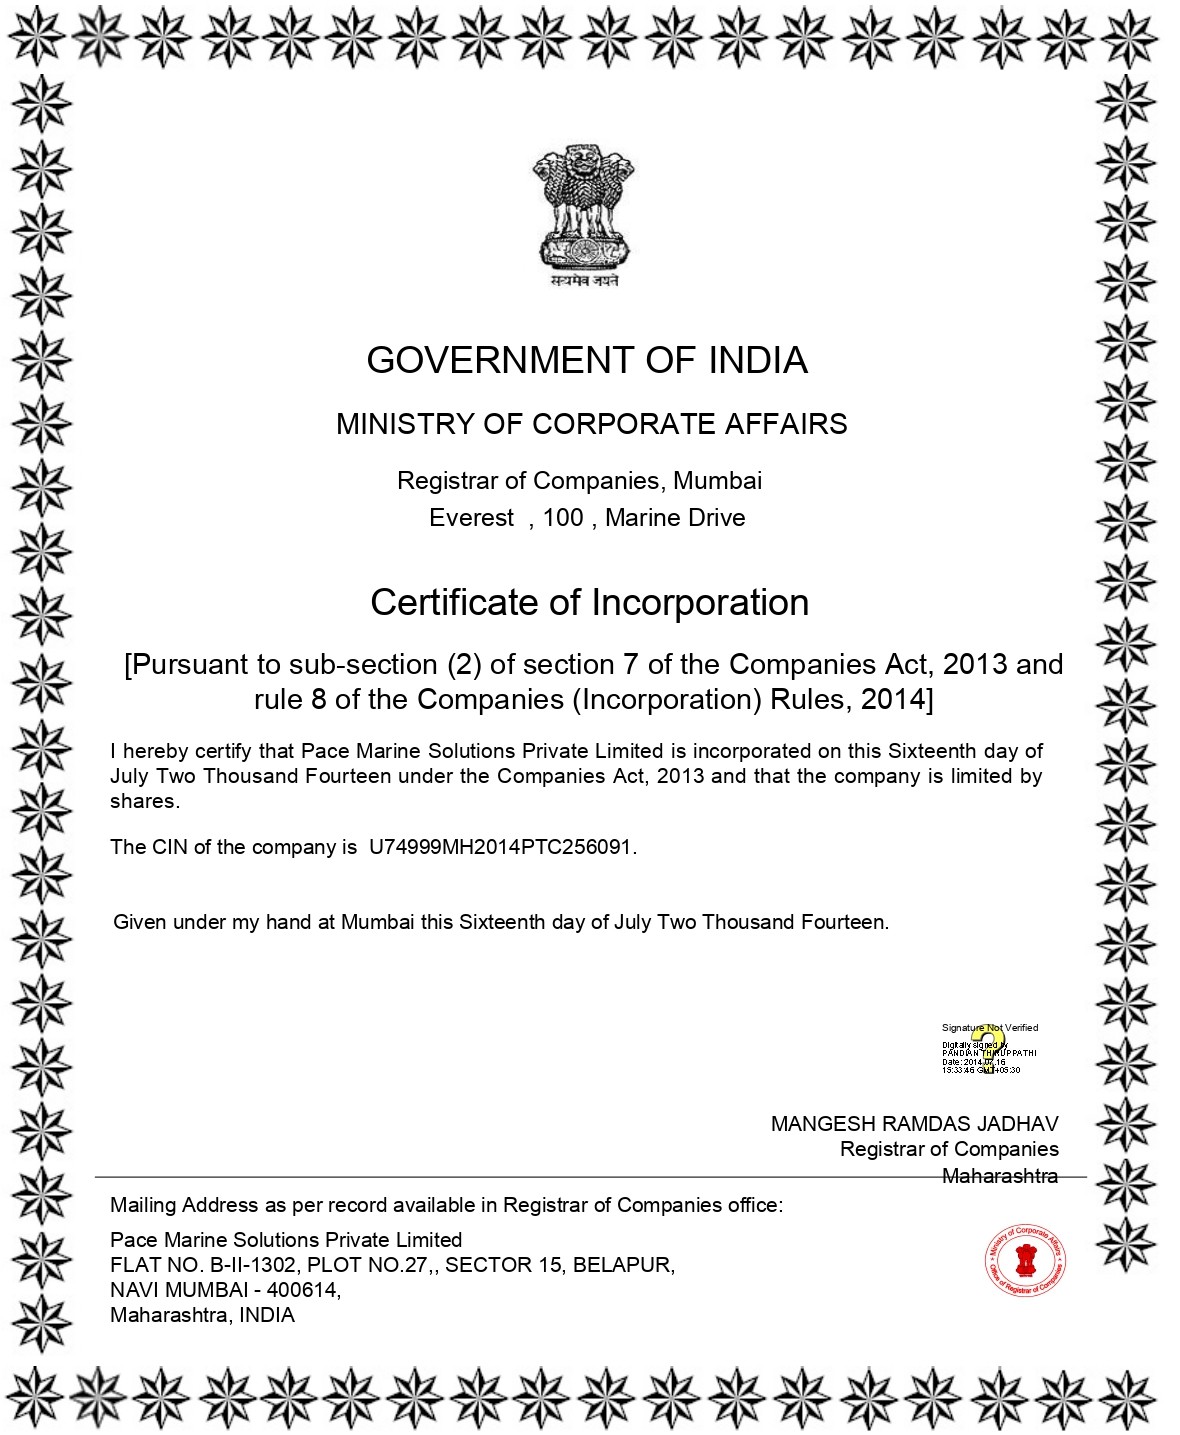 सत्यमेव जयते
GOVERNMENT OF INDIA
MINISTRY OF CORPORATE AFFAIRS
Registrar of Companies, Mumbai
Everest , 100 , Marine Drive
Certificate of Incorporation
[Pursuant to sub-section (2) of section 7 of the Companies Act, 2013 and
rule 8 of the Companies (Incorporation) Rules, 2014]
I hereby certify that Pace Marine Solutions Private Limited is incorporated on this Sixteenth day of
July Two Thousand Fourteen under the Companies Act, 2013 and that the company is limited by
shares.
The CIN of the company is U74999MH2014PTC256091.
Given under my hand at Mumbai this Sixteenth day of July Two Thousand Fourteen.
Signature Not Verified
Digitally signed by
PANDIAN THIRUPPATHI
Date: 2014.07.16
15:33:46 GMT+05:30
MANGESH RAMDAS JADHAV
Registrar of Companies
Maharashtra
Mailing Address as per record available in Registrar of Companies office:
Pace Marine Solutions Private Limited
FLAT NO. B-II-1302, PLOT NO.27,, SECTOR 15, BELAPUR,
NAVI MUMBAI - 400614,
Maharashtra, INDIA
Ministry of Corporate Affairs
Office of Registrar of Companies